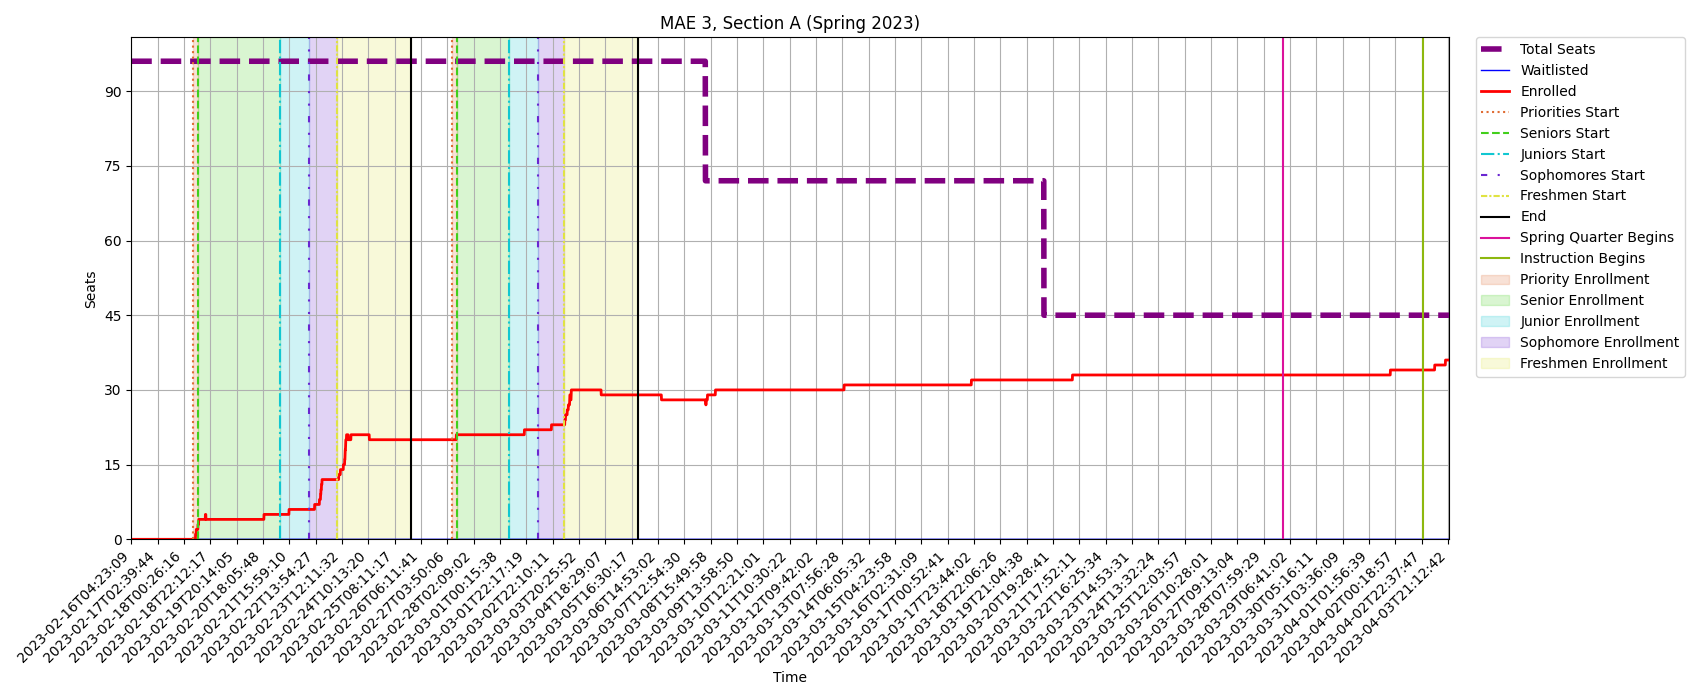 MAE 3, Section A (Spring 2023)
Seats
90
75
60
45
30
15
0
2023-02-16T04:23:09
2023-02-17T02:39:44
2023-02-18T00:26:16
2023-02-18T22:12:17
2023-02-19T20:14:05
2023-02-20T18:05:48
2023-02-21T15:59:10
2023-02-22T13:54:27
2023-02-23T12:11:32
2023-02-24T10:13:20
2023-02-25T08:11:17
2023-02-26T06:11:41
2023-02-27T03:50:06
2023-02-28T02:09:02
2023-03-01T00:15:38
2023-03-01T22:17:19
2023-03-02T22:10:11
2023-03-03T20:25:52
2023-03-04T18:29:07
2023-03-05T16:30:17
2023-03-06T14:53:02
2023-03-07T12:54:30
2023-03-08T15:49:58
2023-03-09T13:58:50
2023-03-10T12:21:01
2023-03-11T10:30:22
2023-03-12T09:42:02
2023-03-13T07:56:28
2023-03-14T06:05:32
2023-03-15T04:23:58
2023-03-16T02:31:09
2023-03-17T00:52:41
2023-03-17T23:44:02
2023-03-18T22:06:26
2023-03-19T21:04:38
2023-03-20T19:28:41
2023-03-21T17:52:11
2023-03-22T16:25:34
2023-03-23T14:53:31
2023-03-24T13:32:24
2023-03-25T12:03:57
2023-03-26T10:28:01
2023-03-27T09:13:04
2023-03-28T07:59:29
2023-03-29T06:41:02
2023-03-30T05:16:11
2023-03-31T03:36:09
2023-04-01T01:56:39
2023-04-02T00:18:57
2023-04-02T22:37:47
2023-04-03T21:12:42
Time
Total Seats
Waitlisted
Enrolled
Priorities Start
Seniors Start
Juniors Start
Sophomores Start
Freshmen Start
End
Spring Quarter Begins
Instruction Begins
Priority Enrollment
Senior Enrollment
Junior Enrollment
Sophomore Enrollment
Freshmen Enrollment